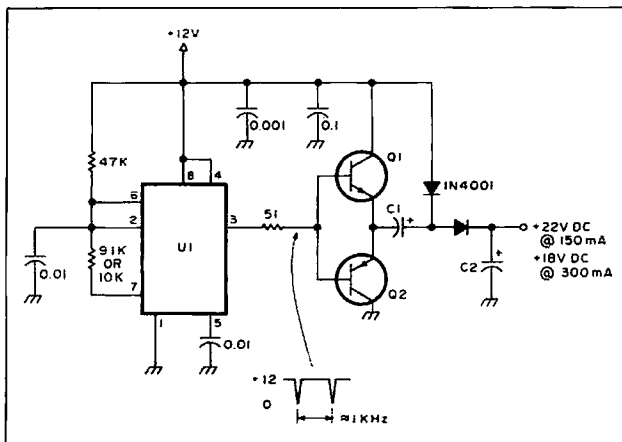 +12V
0.001
0.1
Q1
47K
8
4
1N4001
6
C1
+
2
3
51
+22V DC
@ 150mA
U1
91K
OR
10K
+18V DC
@ 300mA
C2
+
7
Q2
0.01
1
5
0.01
+12
0
≈1KHz